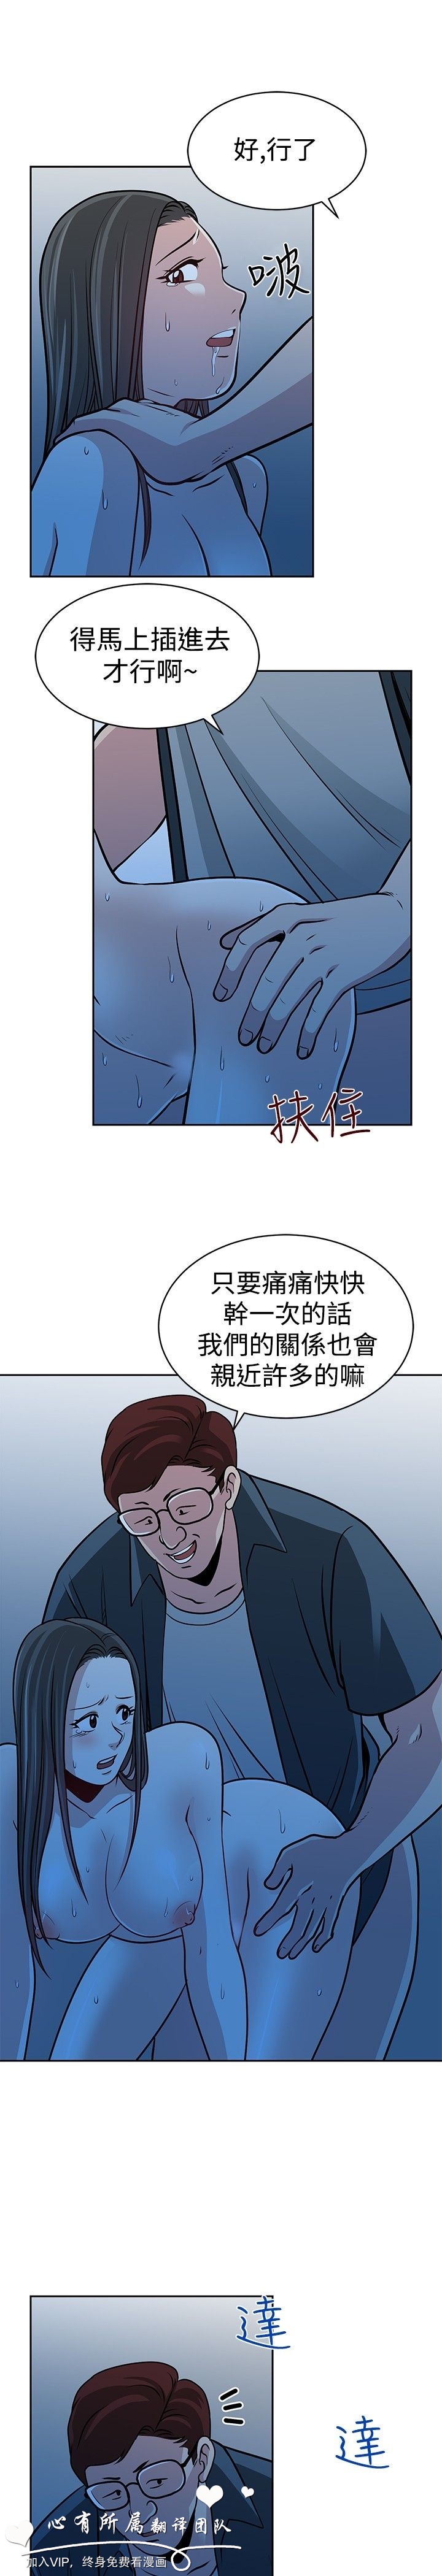 好,行了
啵
得馬上插進去
才行啊~
扶住
只要痛痛快快
幹一次的話
我們的關係也會
親近許多的嘛
達
達
心有所属翻译团队
加入VIP，终身免费看漫画